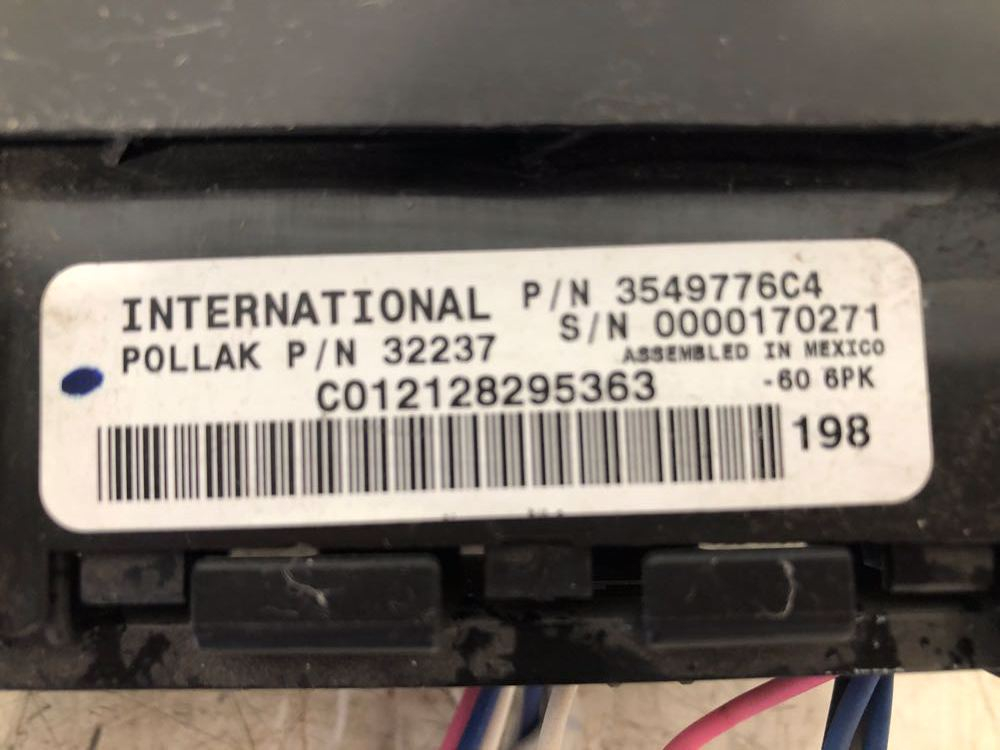 INTERNATIONAL P/N 3549776C4
S/N 0000170271
POLLAK P/N 32237 ASSEMBLED IN MEXICO
C012128295363 -60 6PK
198